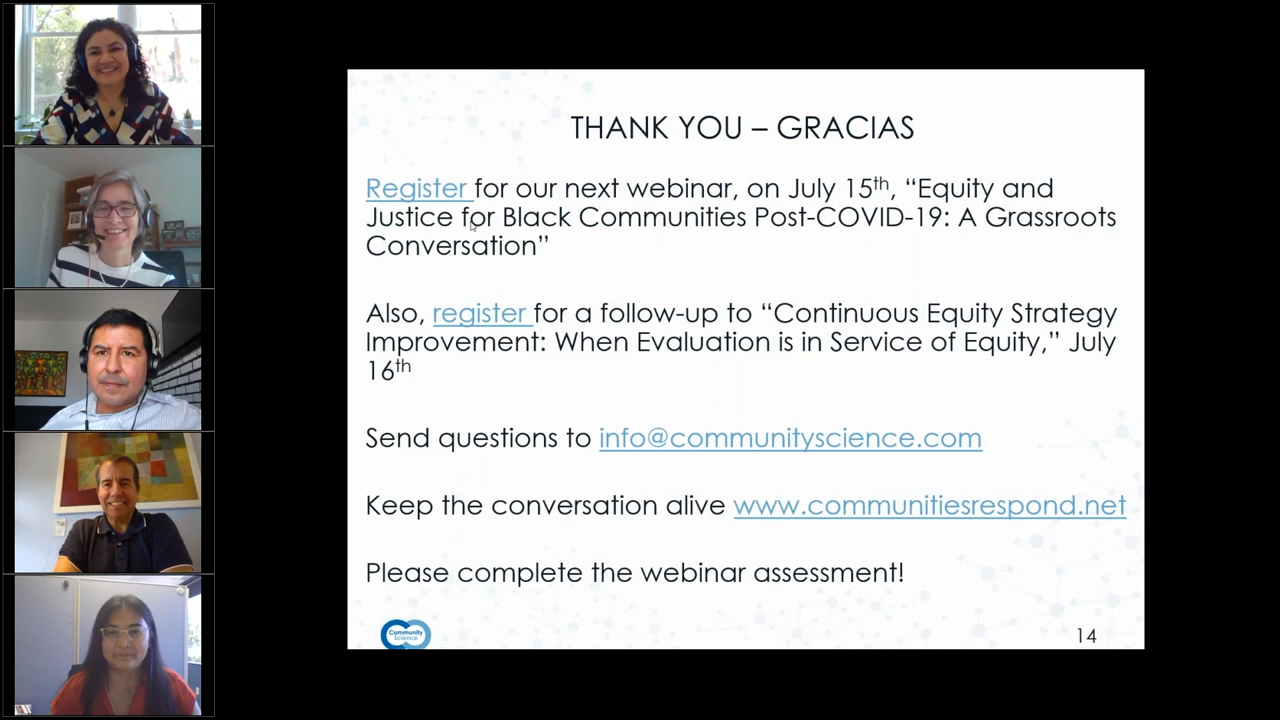 THANK YOU – GRACIAS
Register for our next webinar, on July 15th, “Equity and
Justice for Black Communities Post-COVID-19: A Grassroots
Conversation”
Also, register for a follow-up to “Continuous Equity Strategy
Improvement: When Evaluation is in Service of Equity,” July
16th
Send questions to info@communityscience.com
Keep the conversation alive www.communitiesrespond.net
Please complete the webinar assessment!
Community
Science
14